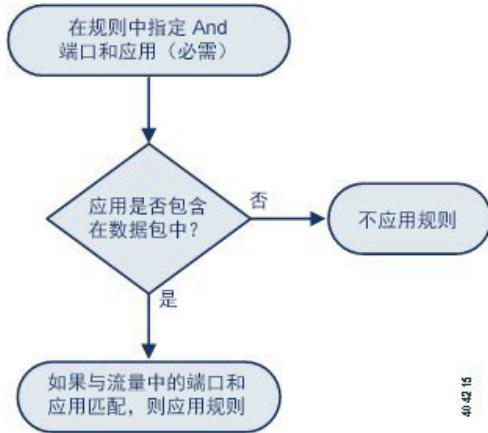 在规则中指定 And
端口和应用（必需）
应用是否包含
在数据包中？
否
不应用规则
是
如果与流量中的端口和
应用匹配，则应用规则
404215